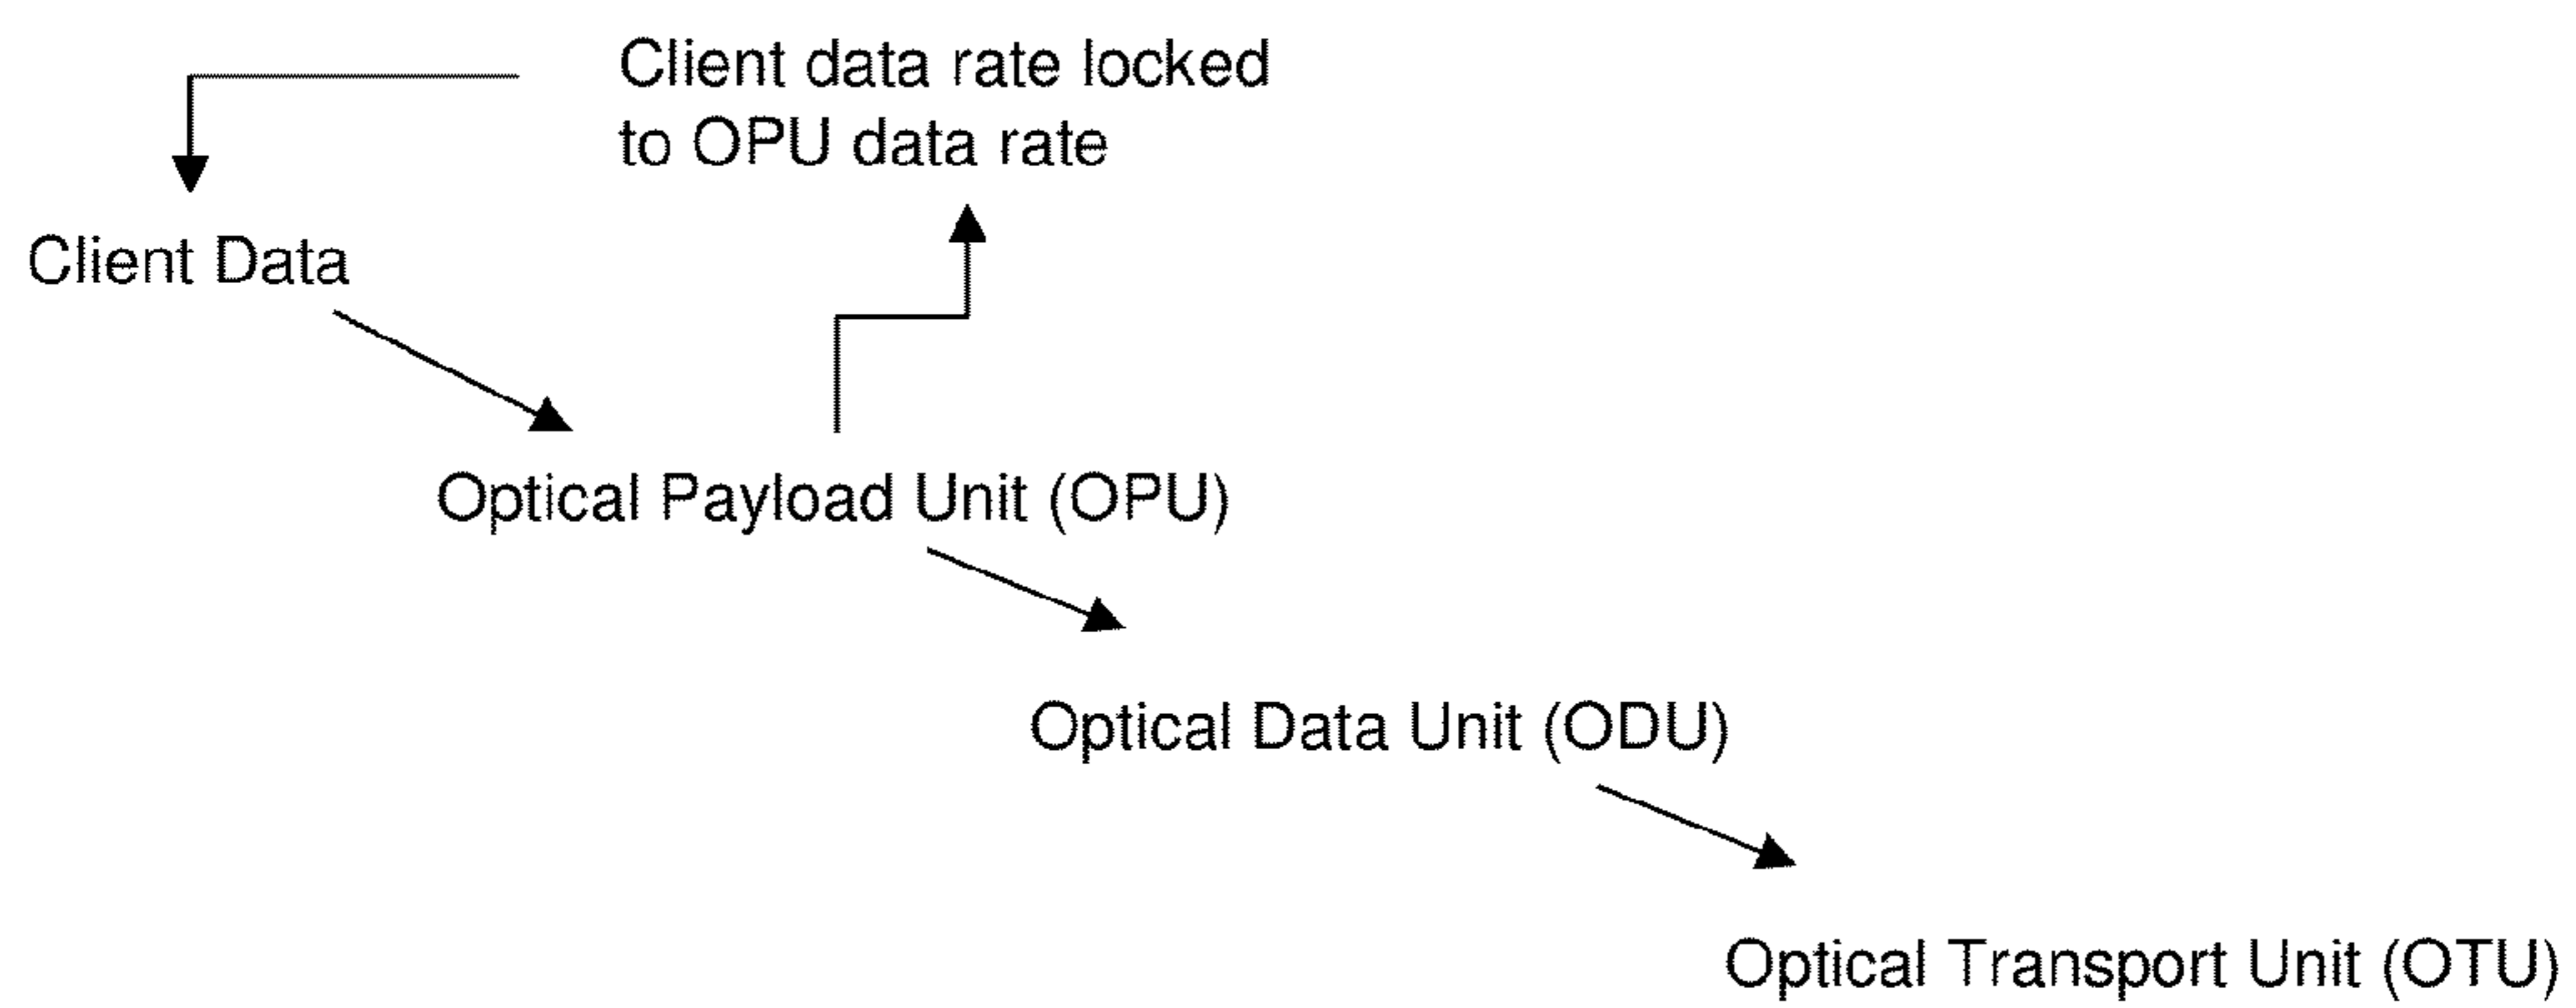 Client data rate locked
to OPU data rate
Client Data
Optical Payload Unit (OPU)
Optical Data Unit (ODU)
Optical Transport Unit (OTU)